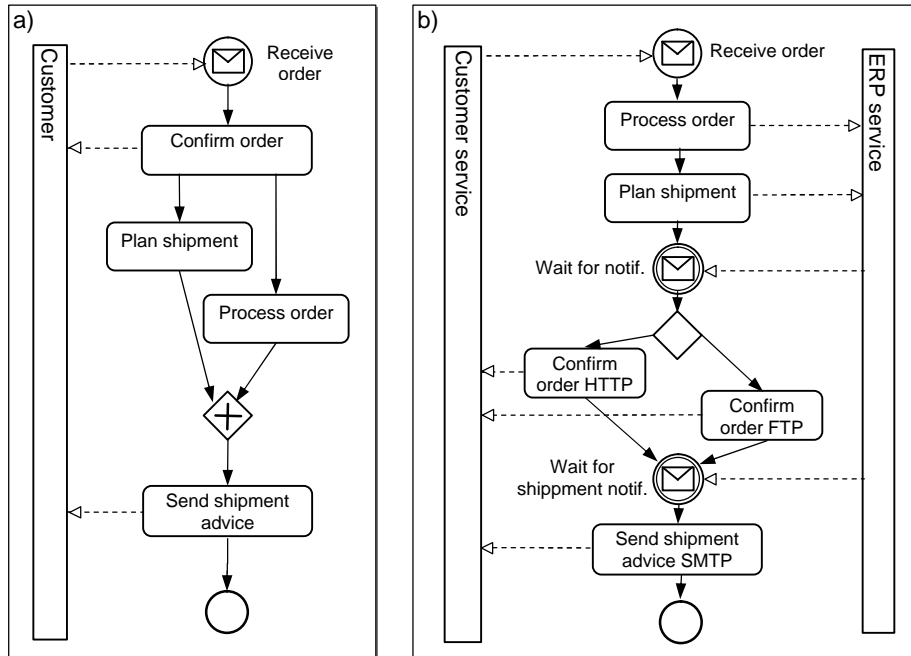 a)
Customer
Receive
order
Confirm order
Plan shipment
Process order
Send shipment
advice
b)
Customer service
ERP service
Receive order
Process order
Plan shipment
Wait for notif.
Confirm
order HTTP
Confirm
order FTP
Wait for
shippment notif.
Send shipment
advice SMTP